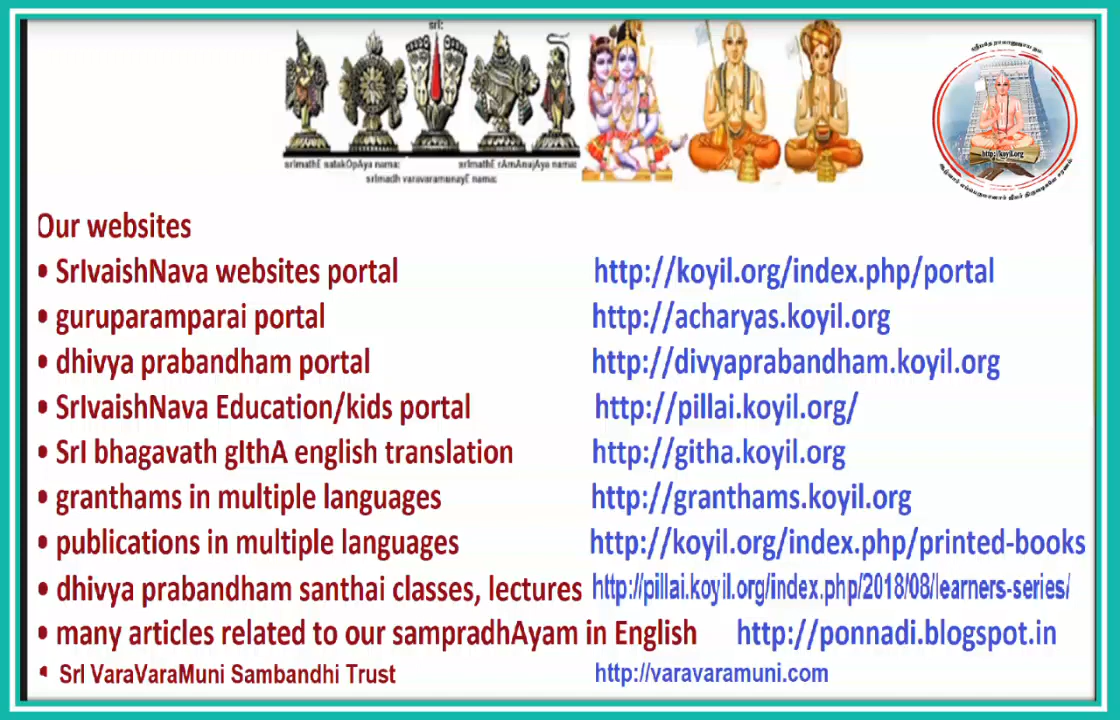 srI:
srImathE satakOpAya nama: srImathE rAmAnujAya nama:
srImadh varavaramunayE nama:
http://koyil.org
Our websites
• SrIvaishNava websites portal http://koyil.org/index.php/portal
• guruparamparai portal http://acharyas.koyil.org
• dhivya prabandham portal http://divyaprabandham.koyil.org
• SrIvaishNava Education/kids portal http://pillai.koyil.org/
• SrI bhagavath gIthA english translation http://githa.koyil.org
• granthams in multiple languages http://granthams.koyil.org
• publications in multiple languages http://koyil.org/index.php/printed-books
• dhivya prabandham santhai classes, lectures http://pillai.koyil.org/index.php/2018/08/learners-series/
• many articles related to our sampradhAyam in English http://ponnadi.blogspot.in
• SrI VaraVaraMuni Sambandhi Trust http://varavaramuni.com